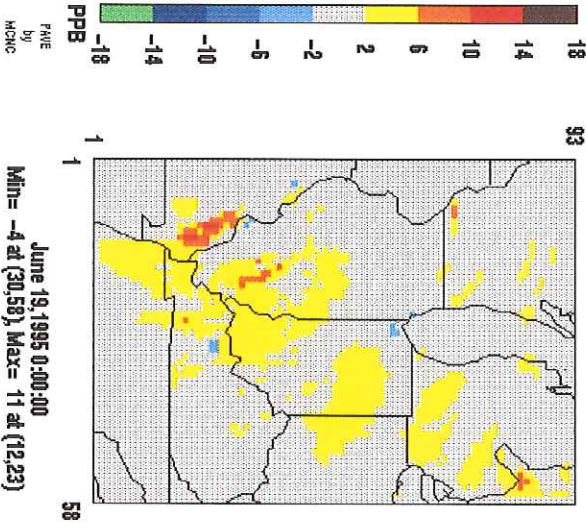 18
14
10
6
2
-2
-6
-10
-14
-18
PPB
PAVE
by
MCNC
93
1
1
58
June 19,1995 0:00:00
Min= -4 at (30,58), Max= 11 at (12,23)